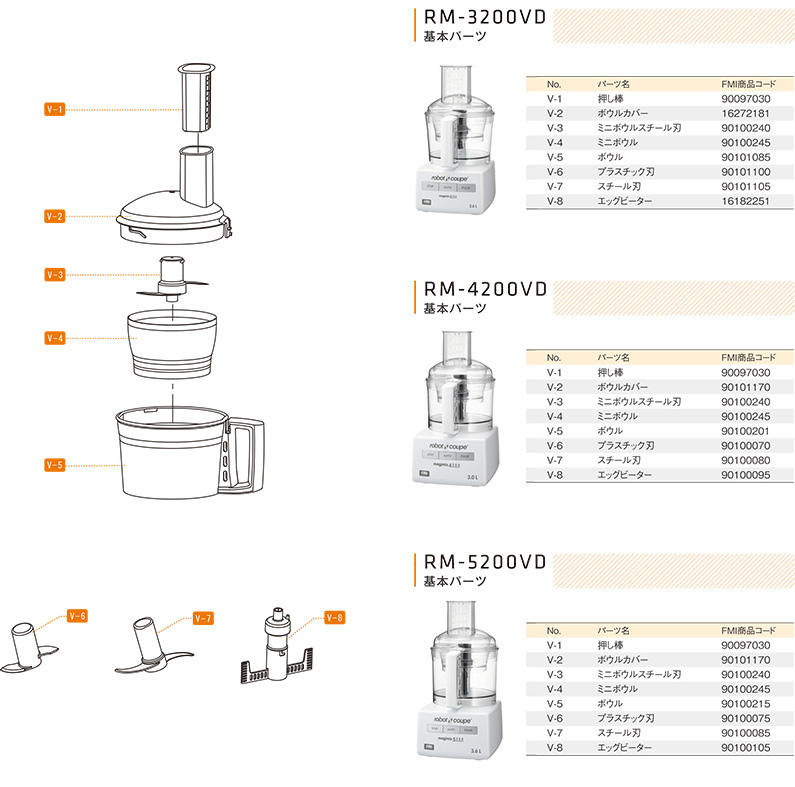 V-1
V-2
V-3
V-4
V-5
V-6
V-7
V-8
RM-3200VD
基本パーツ
robot coupe
No. パーツ名 FMI商品コード
V-1 押し棒 90097030
V-2 ボウルカバー 16272181
V-3 ミニボウルスチール刃 90100240
V-4 ミニボウル 90100245
V-5 ボウル 90101085
V-6 プラスチック刃 90101100
V-7 スチール刃 90101105
V-8 エッグビーター 16182251
RM-4200VD
基本パーツ
robot coupe
3.0L
No. パーツ名 FMI商品コード
V-1 押し棒 90097030
V-2 ボウルカバー 90101170
V-3 ミニボウルスチール刃 90100240
V-4 ミニボウル 90100245
V-5 ボウル 90100201
V-6 プラスチック刃 90100070
V-7 スチール刃 90100080
V-8 エッグビーター 90100095
RM-5200VD
基本パーツ
robot coupe
3.6L
No. パーツ名 FMI商品コード
V-1 押し棒 90097030
V-2 ボウルカバー 90101170
V-3 ミニボウルスチール刃 90100240
V-4 ミニボウル 90100245
V-5 ボウル 90100215
V-6 プラスチック刃 90100075
V-7 スチール刃 90100085
V-8 エッグビーター 90100105